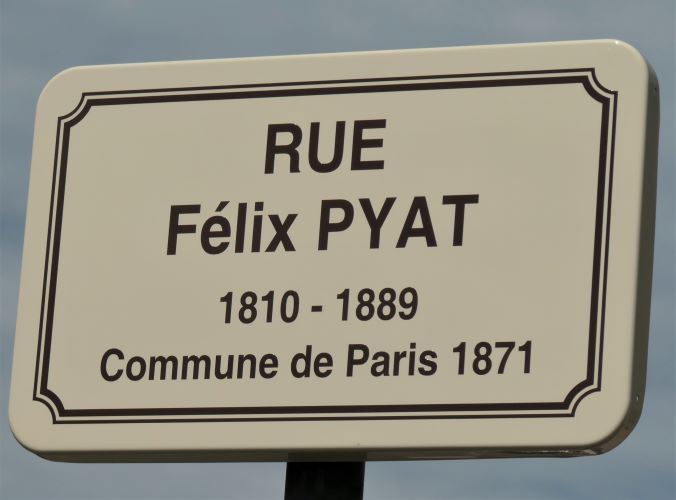 RUE
Félix PYAT
1810 - 1889
Commune de Paris 1871